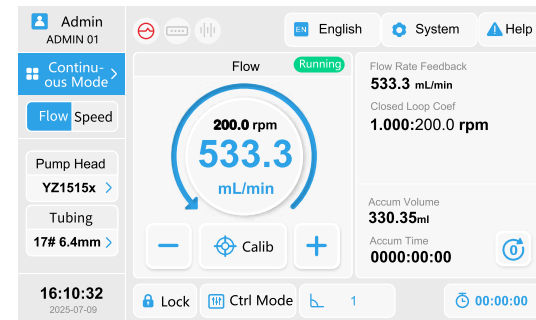 Admin
ADMIN 01
EN English
System
Help
Continu-
ous Mode
Flow Speed
Pump Head
YZ1515x
Tubing
17# 6.4mm
16:10:32
2025-07-09
Flow
Running
200.0 rpm
533.3
mL/min
Calib
Flow Rate Feedback
533.3 mL/min
Closed Loop Coef
1.000:200.0 rpm
Accum Volume
330.35ml
Accum Time
0000:00:00
0
Lock
Ctrl Mode
1
00:00:00